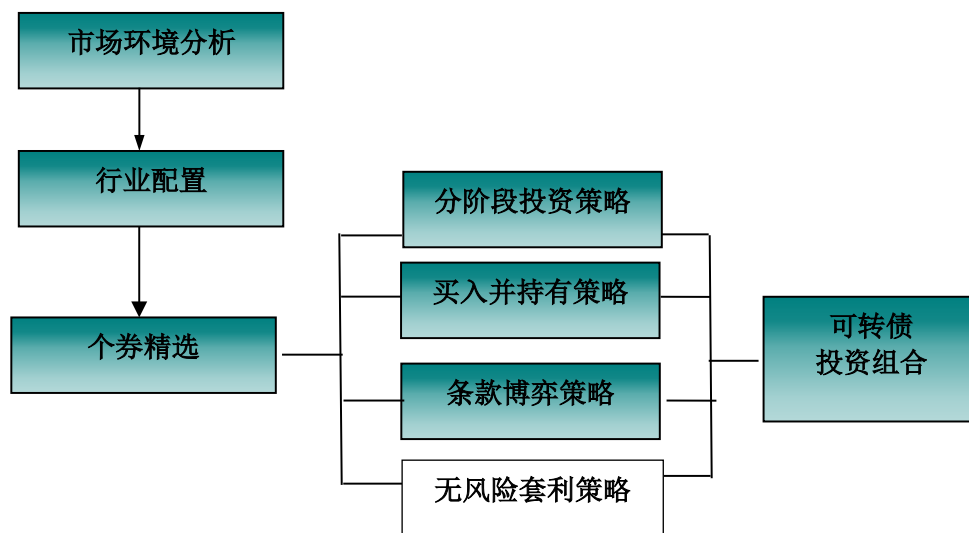 市场环境分析
行业配置
个券精选
分阶段投资策略
买入并持有策略
条款博弈策略
无风险套利策略
可转债
投资组合